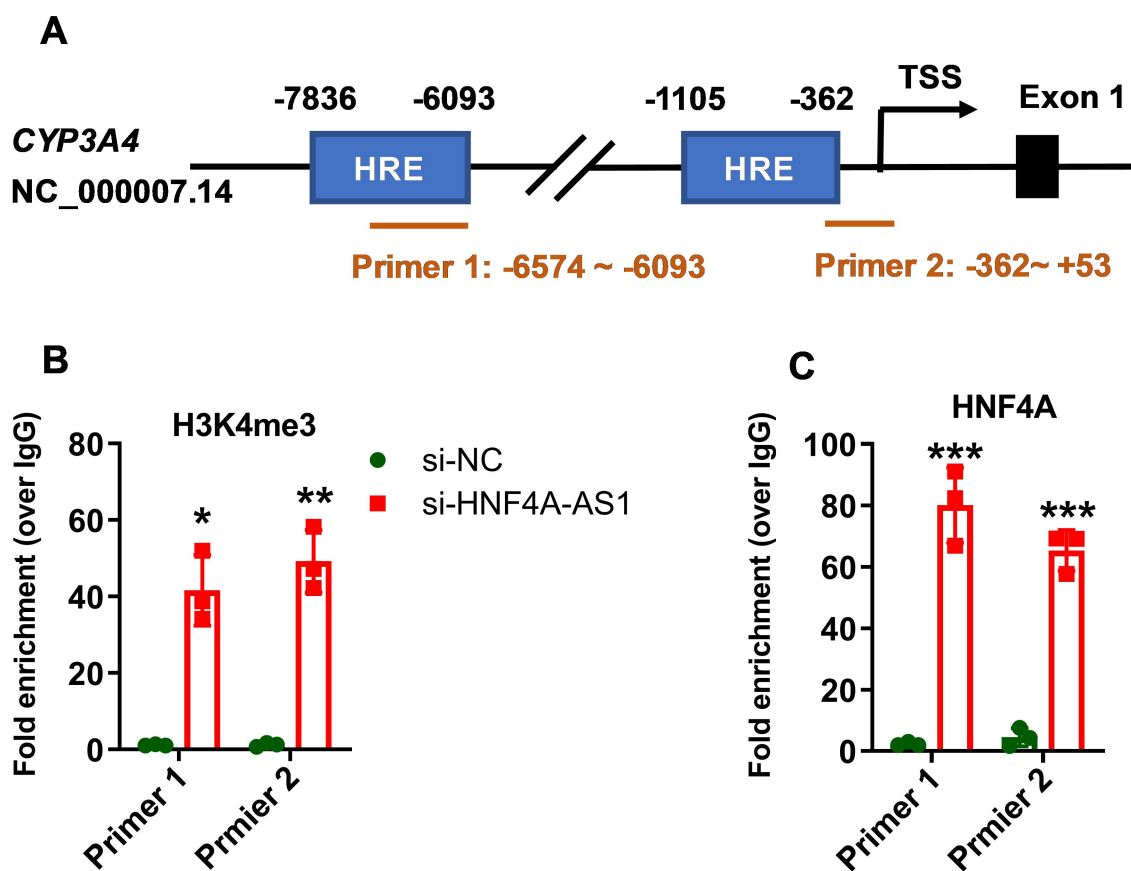 A
-7836 -6093 -1105 -362 TSS Exon 1
CYP3A4
NC_000007.14
HRE HRE
Primer 1: -6574 ~ -6093 Primer 2: -362~ +53
B
H3K4me3
Fold enrichment (over IgG)
80
60
40
20
0
* **
Primer 1 Prmier 2
si-NC
si-HNF4A-AS1
C
HNF4A
Fold enrichment (over IgG)
100
80
60
40
20
0
*** ***
Primer 1 Prmier 2